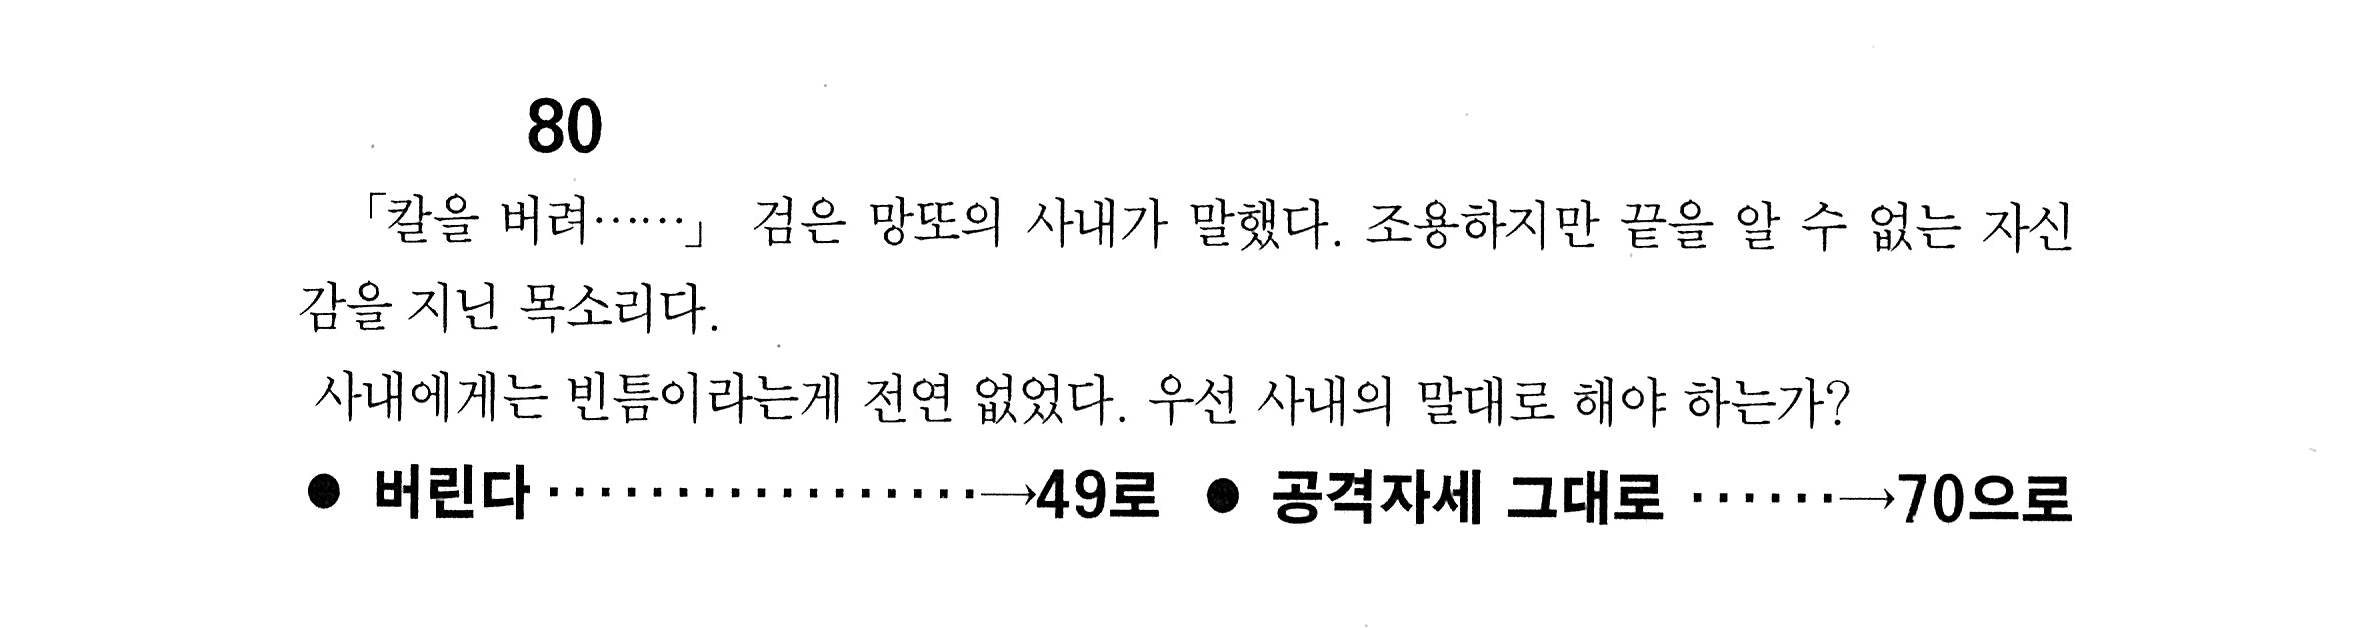 80
「칼을 버려……」 검은 망또의 사내가 말했다. 조용하지만 끝을 알 수 없는 자신
감을 지닌 목소리다.
사내에게는 빈틈이라는게 전연 없었다. 우선 사내의 말대로 해야 하는가?
● 버린다·················→49로 ● 공격자세 그대로 ······→70으로